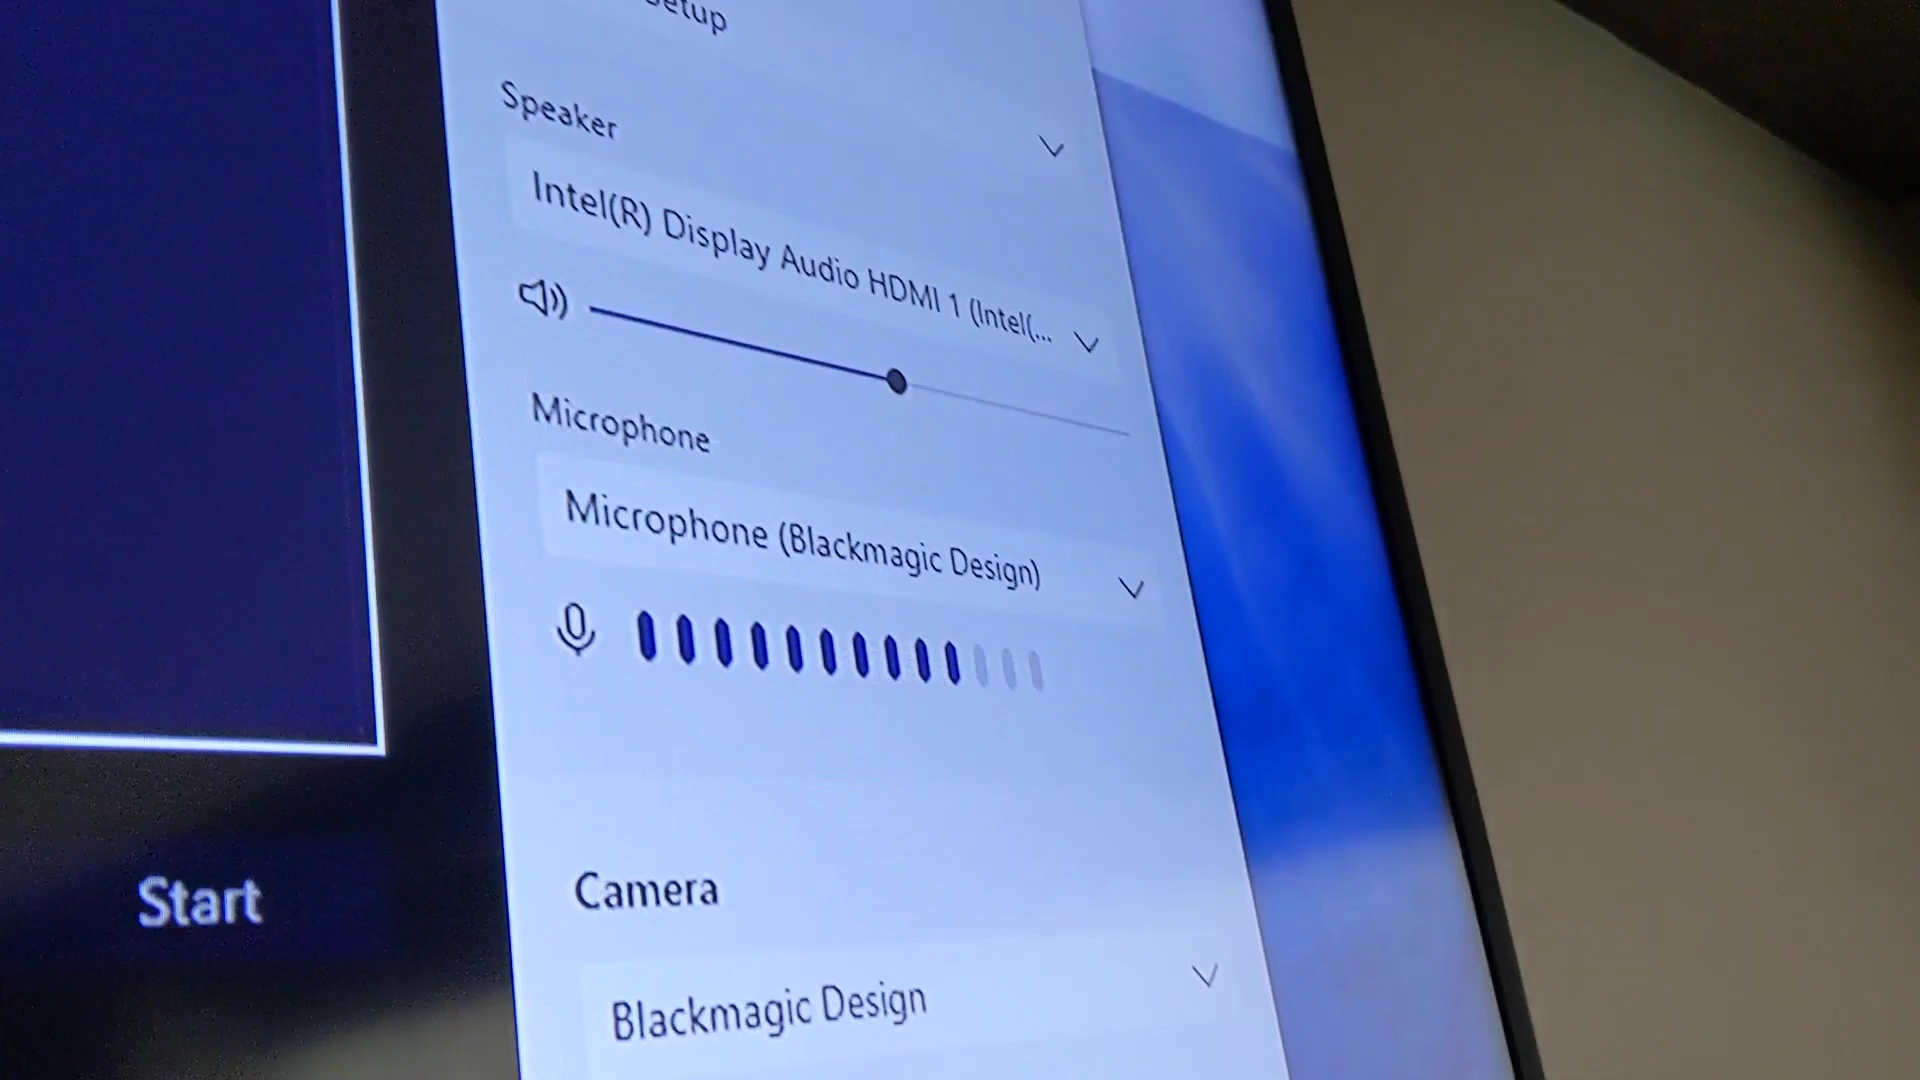 Speaker
Intel(R) Display Audio HDMI 1 (Intel(...
Microphone
Microphone (Blackmagic Design)
Camera
Blackmagic Design
Start